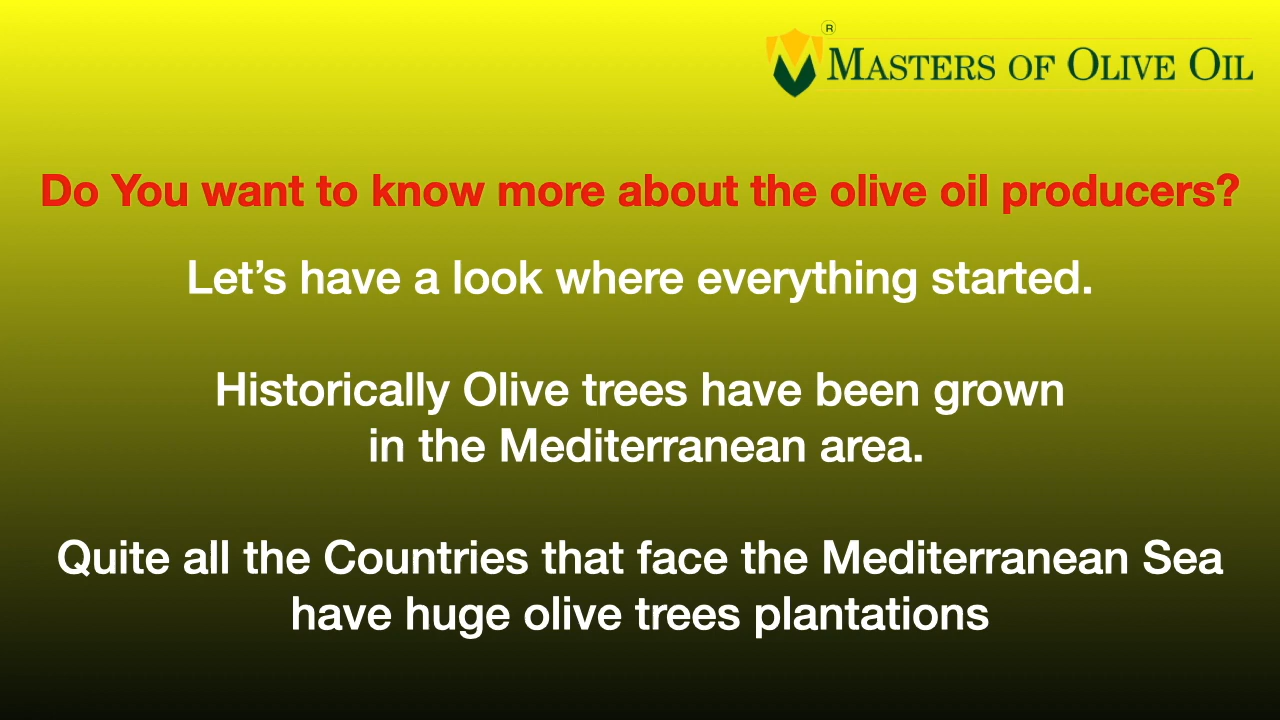 ®
MASTERS OF OLIVE OIL
Do You want to know more about the olive oil producers?
Let’s have a look where everything started.
Historically Olive trees have been grown
in the Mediterranean area.
Quite all the Countries that face the Mediterranean Sea
have huge olive trees plantations